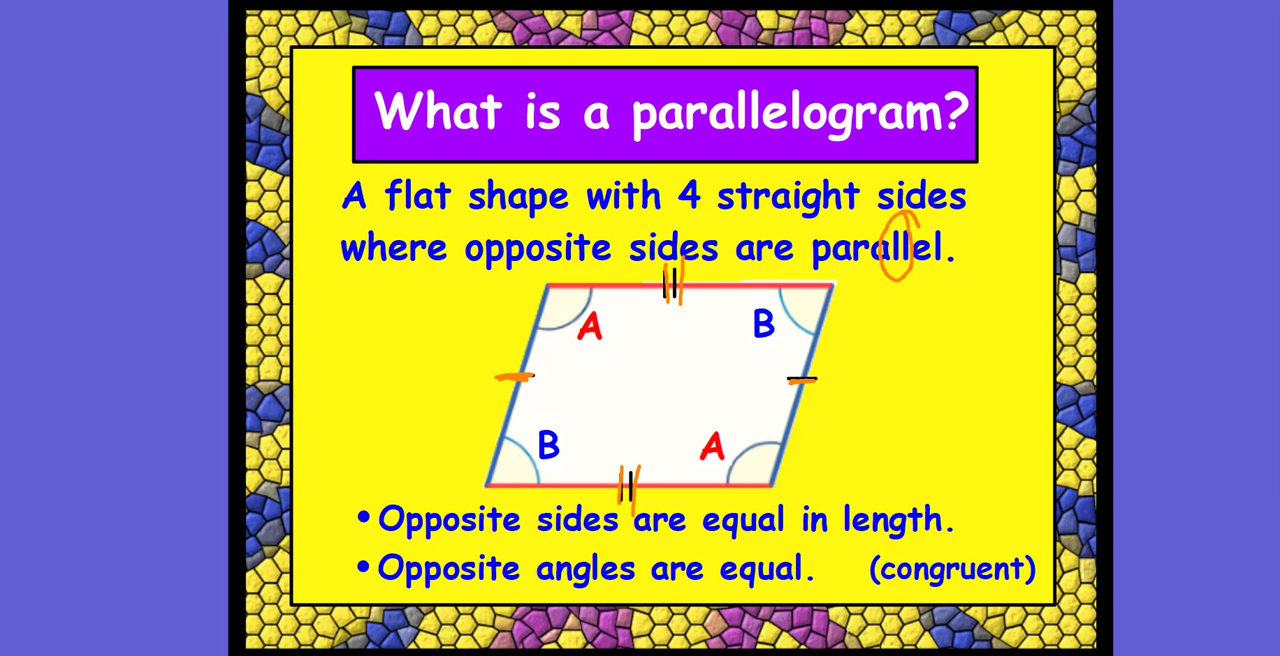 What is a parallelogram?
A flat shape with 4 straight sides
where opposite sides are parallel.
A B
B A
• Opposite sides are equal in length.
• Opposite angles are equal. (congruent)